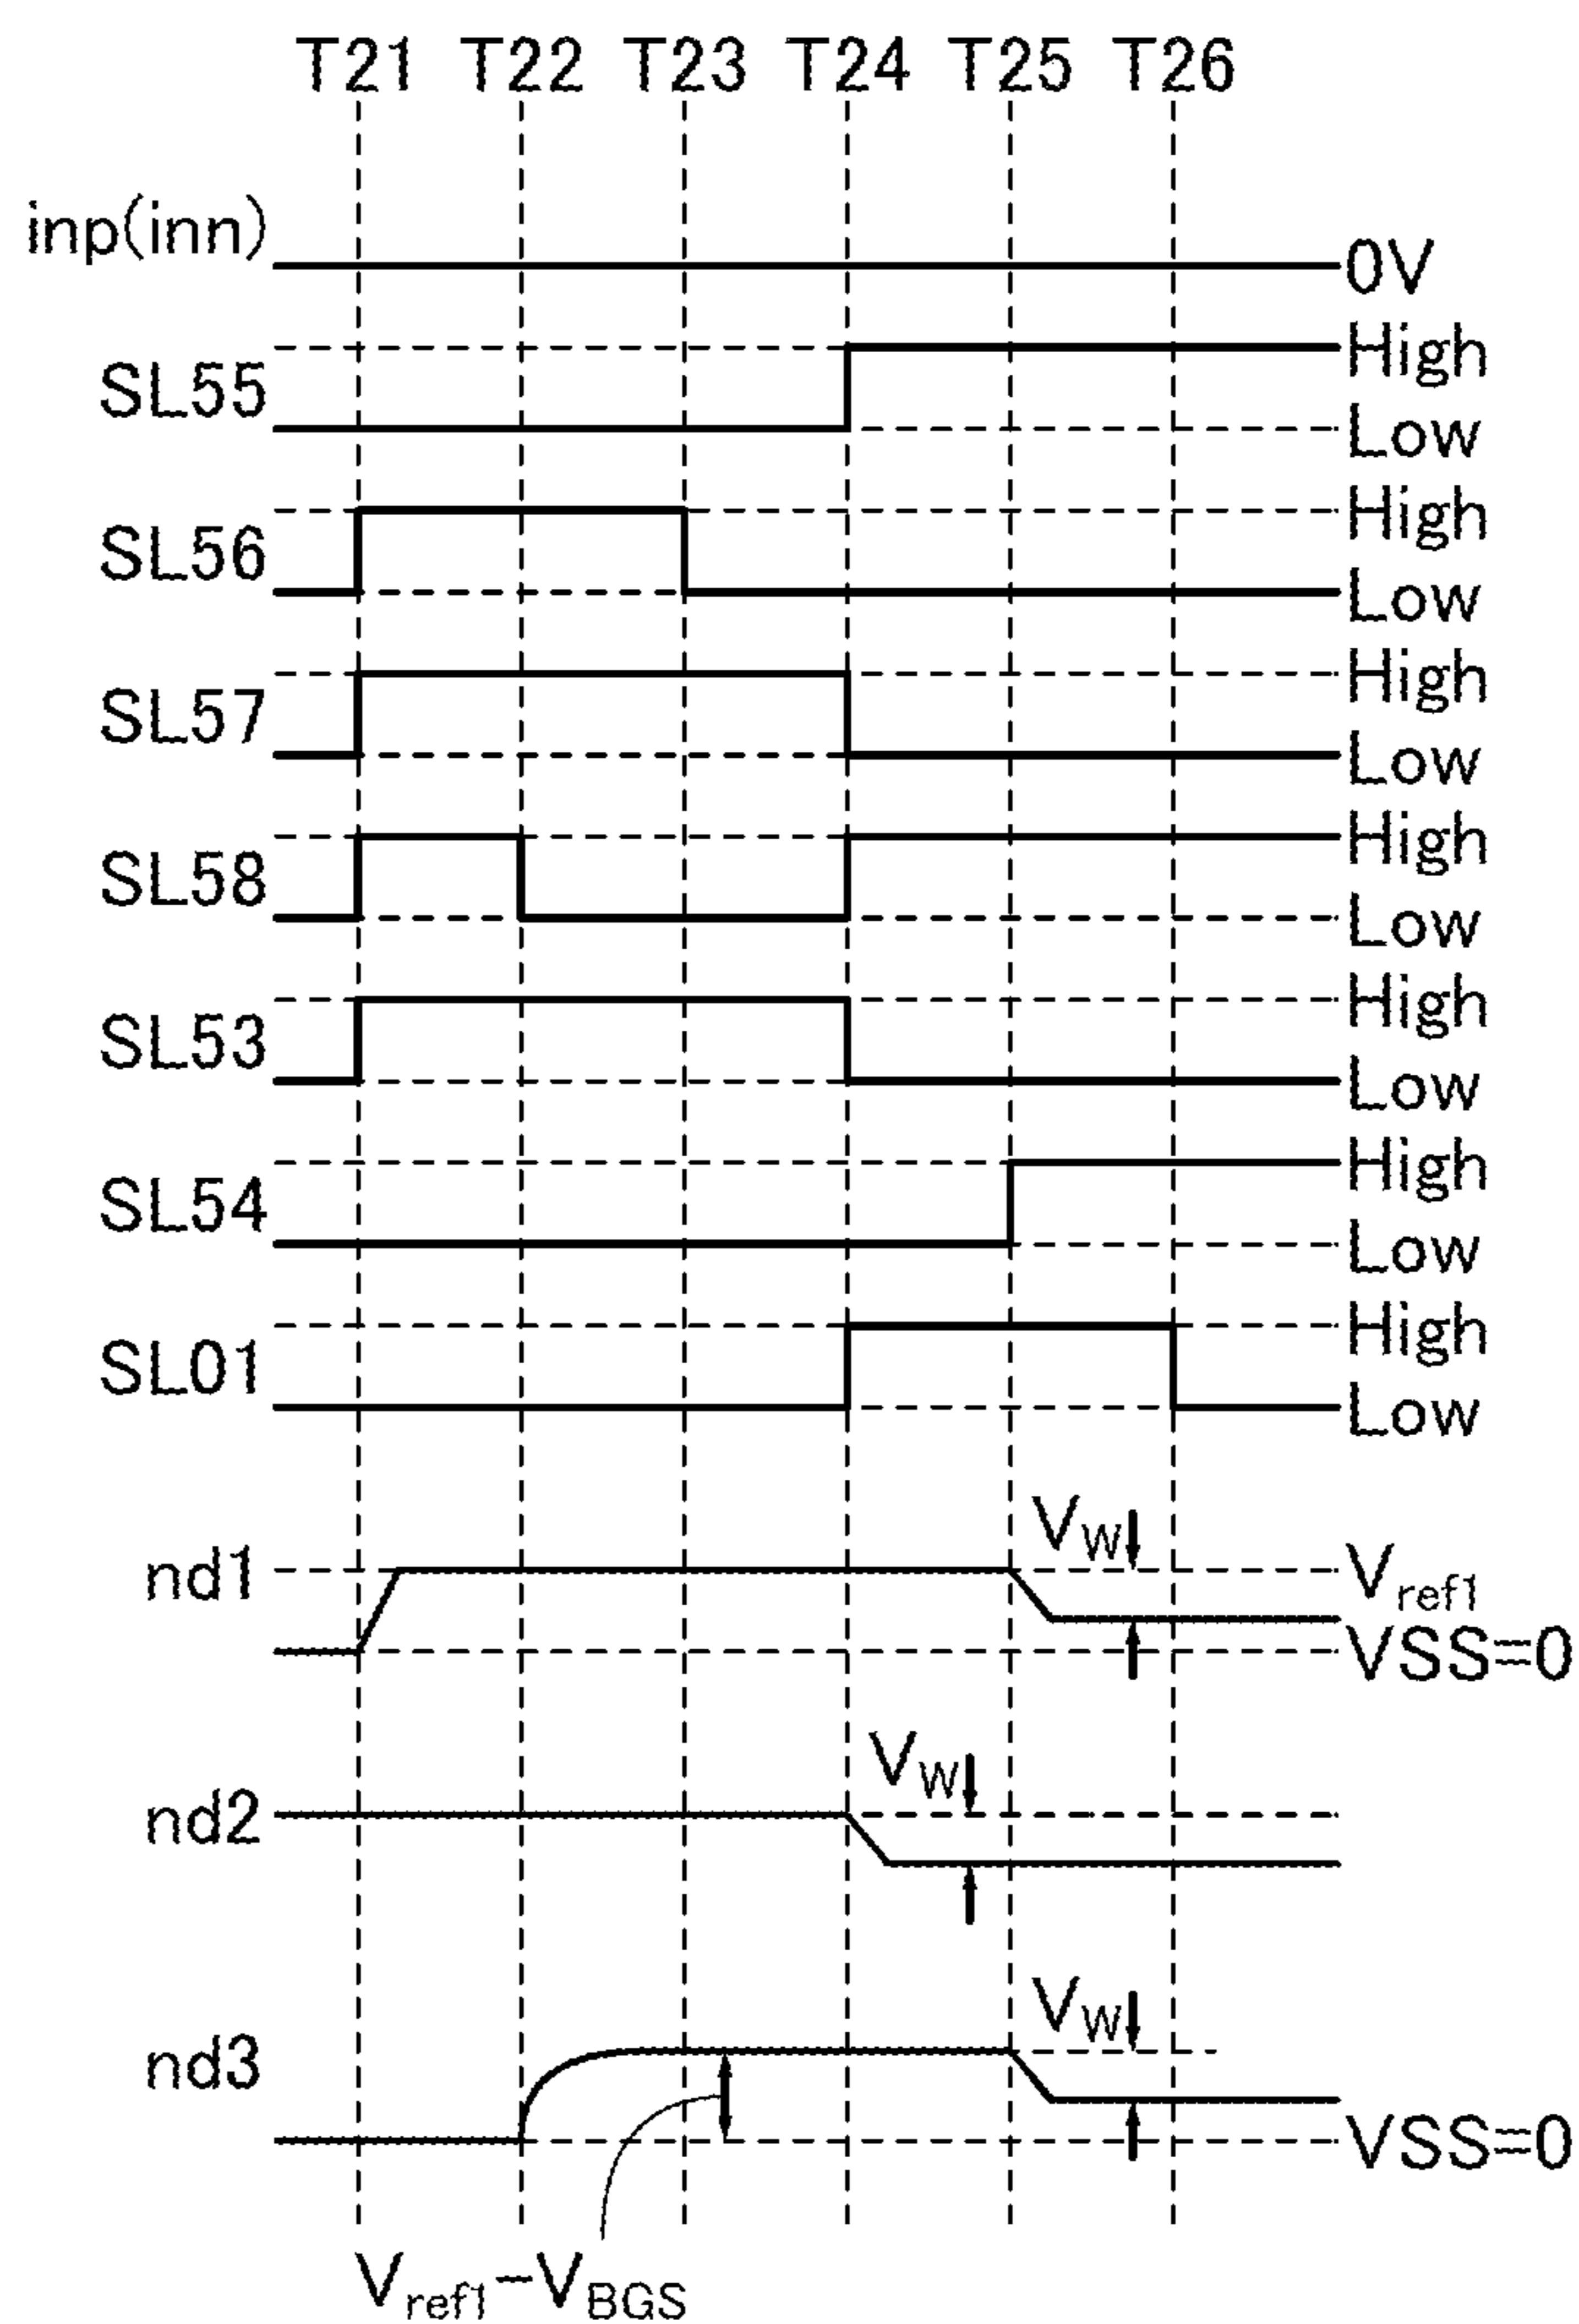 T21 T22 T23 T24 T25 T26
inp(inn)
0V
High
SL55
Low
High
SL56
Low
High
SL57
Low
High
SL58
Low
High
SL53
Low
High
SL54
Low
High
SL01
Low
VW
nd1
Vref1
VSS=0
VW
nd2
VW
nd3
VSS=0
Vref1-VBGS